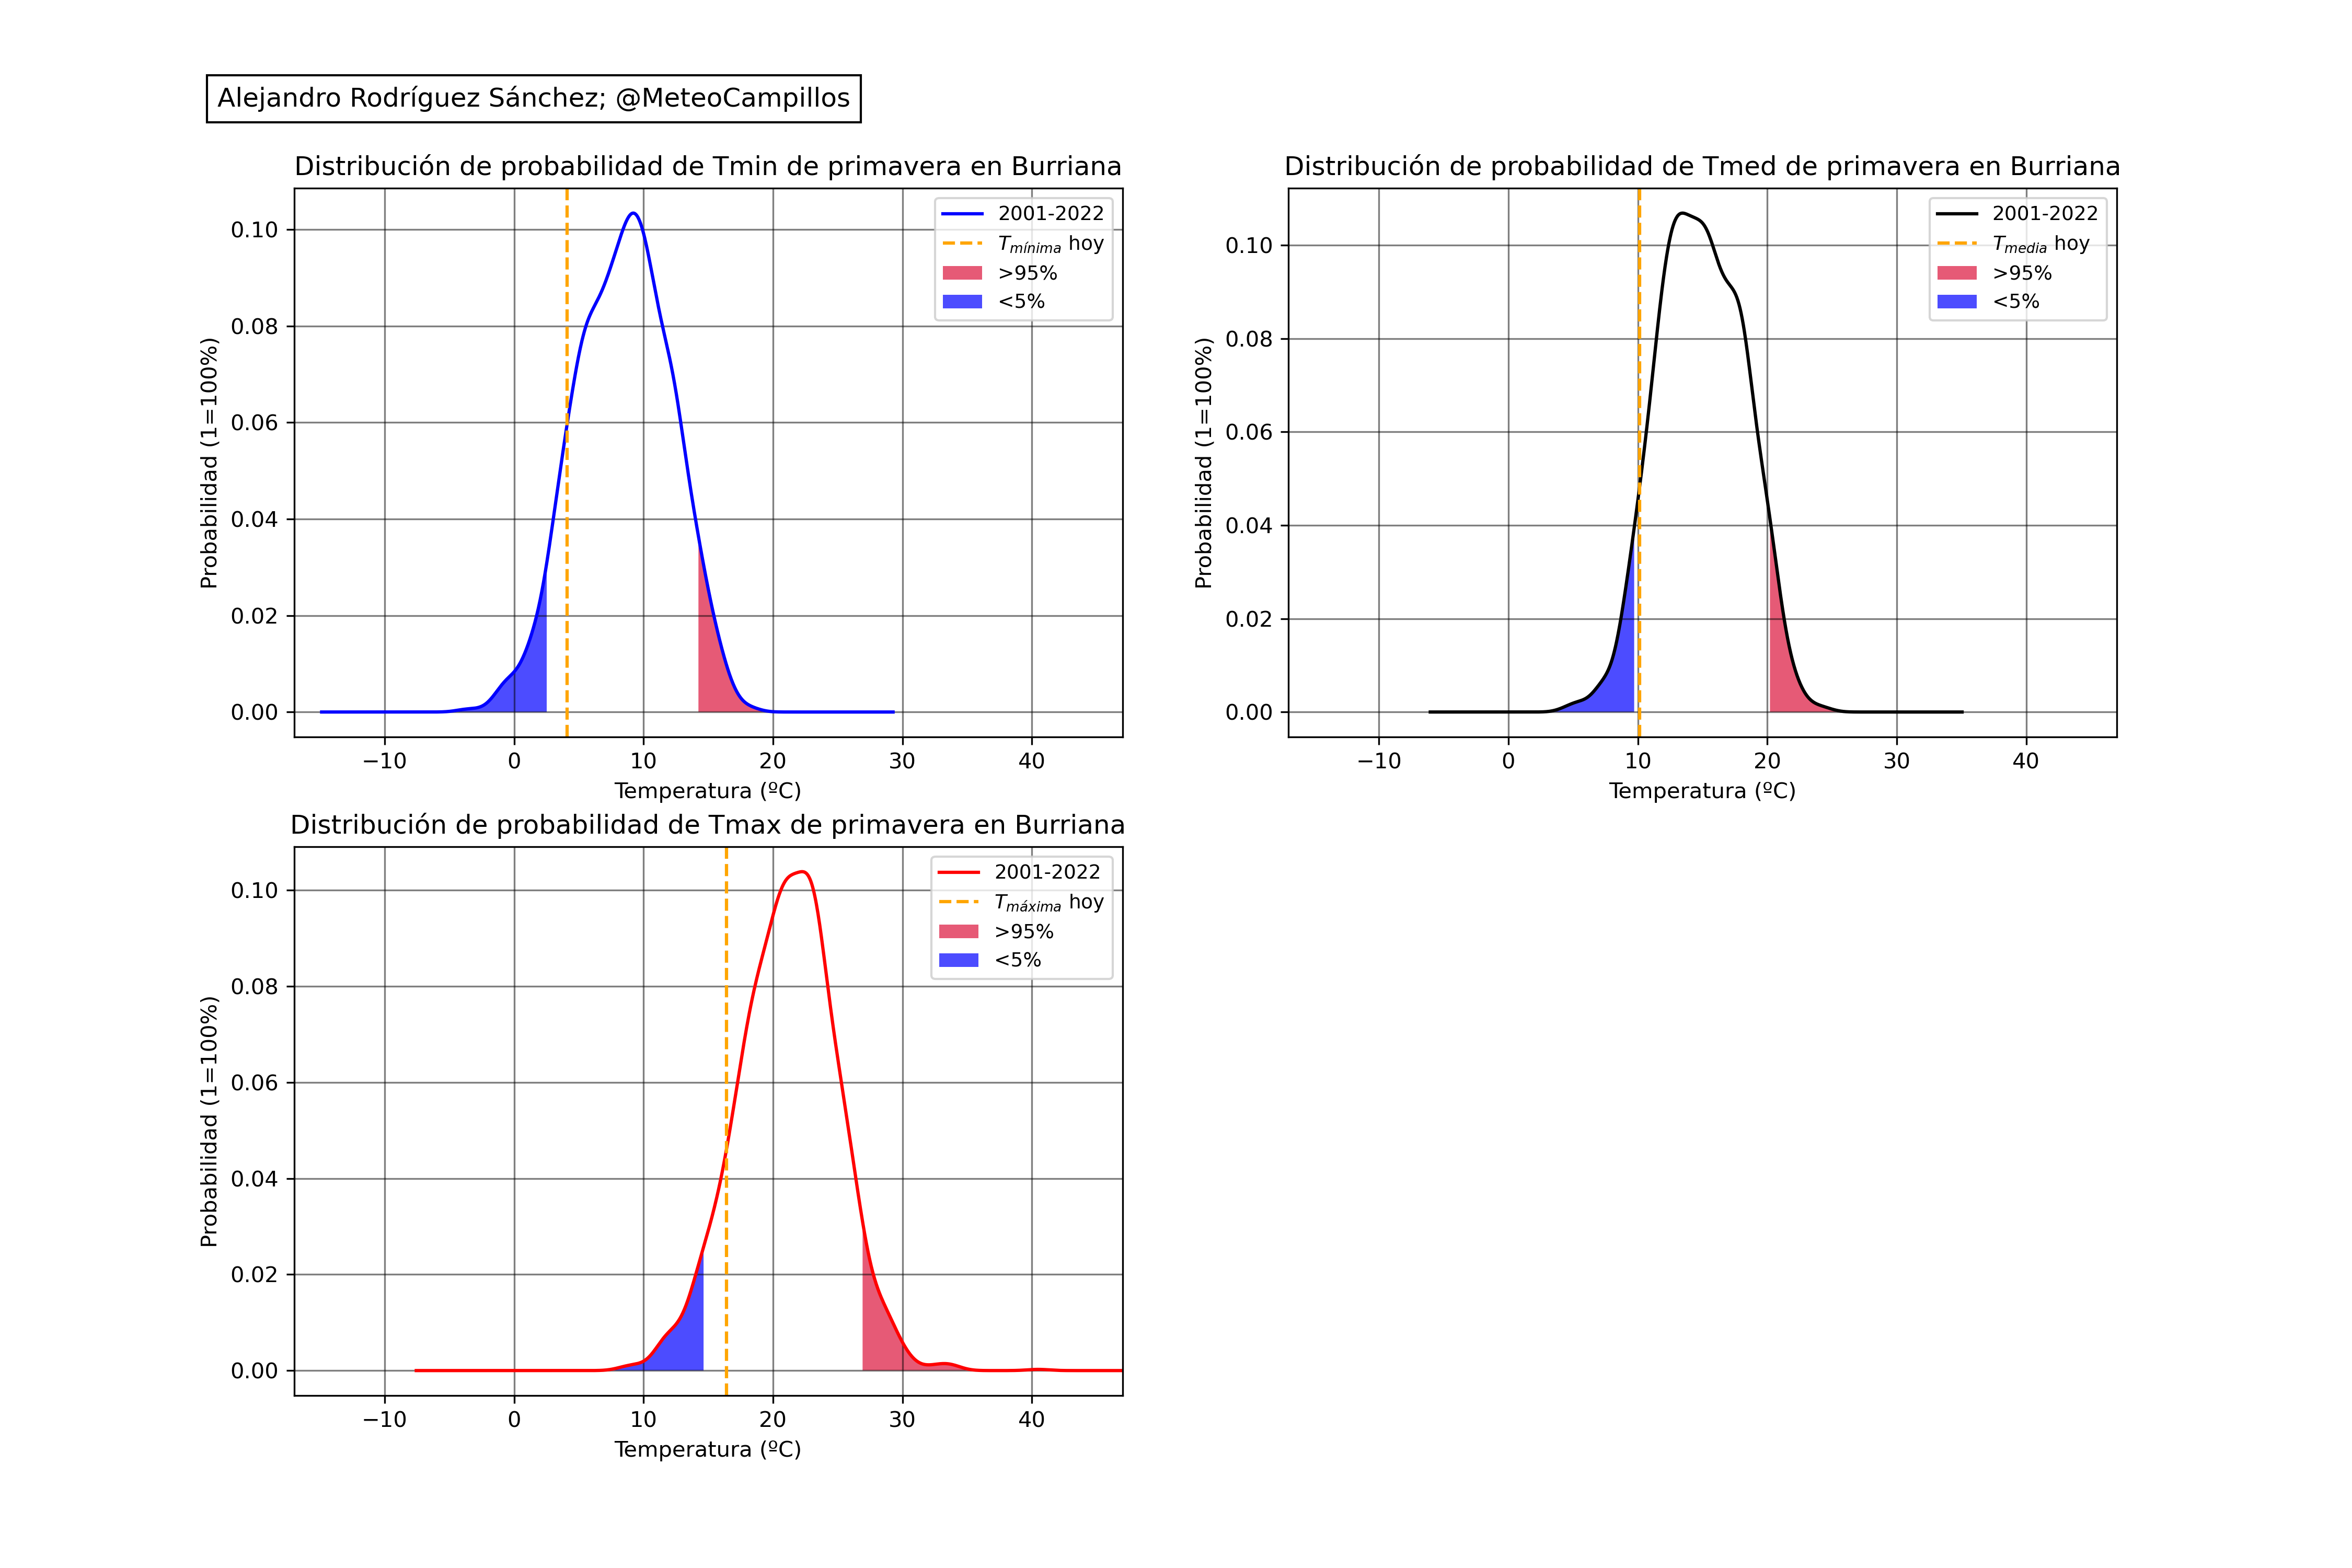 Alejandro Rodríguez Sánchez; @MeteoCampillos
Distribución de probabilidad de Tmin de primavera en Burriana
Probabilidad (1=100%)
0.10
0.08
0.06
0.04
0.02
0.00
−10 0 10 20 30 40
Temperatura (ºC)
2001-2022
Tmínima hoy
>95%
<5%
Distribución de probabilidad de Tmed de primavera en Burriana
Probabilidad (1=100%)
0.10
0.08
0.06
0.04
0.02
0.00
−10 0 10 20 30 40
Temperatura (ºC)
2001-2022
Tmedia hoy
>95%
<5%
Distribución de probabilidad de Tmax de primavera en Burriana
Probabilidad (1=100%)
0.10
0.08
0.06
0.04
0.02
0.00
−10 0 10 20 30 40
Temperatura (ºC)
2001-2022
Tmáxima hoy
>95%
<5%